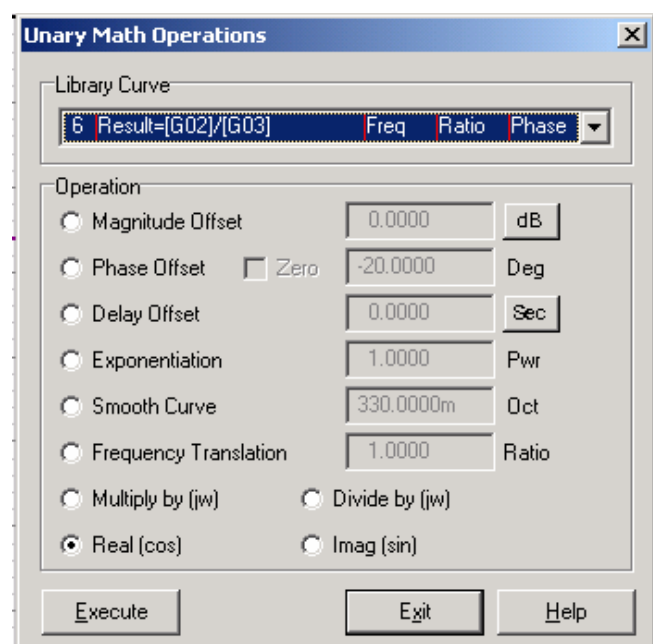 Unary Math Operations
Library Curve
6 Result=[G02]/[G03] Freq Ratio Phase
Operation
Magnitude Offset 0.0000 dB
Phase Offset Zero -20.0000 Deg
Delay Offset 0.0000 Sec
Exponentiation 1.0000 Pwr
Smooth Curve 330.0000m Oct
Frequency Translation 1.0000 Ratio
Multiply by (jw) Divide by (jw)
Real (cos) Imag (sin)
Execute Exit Help